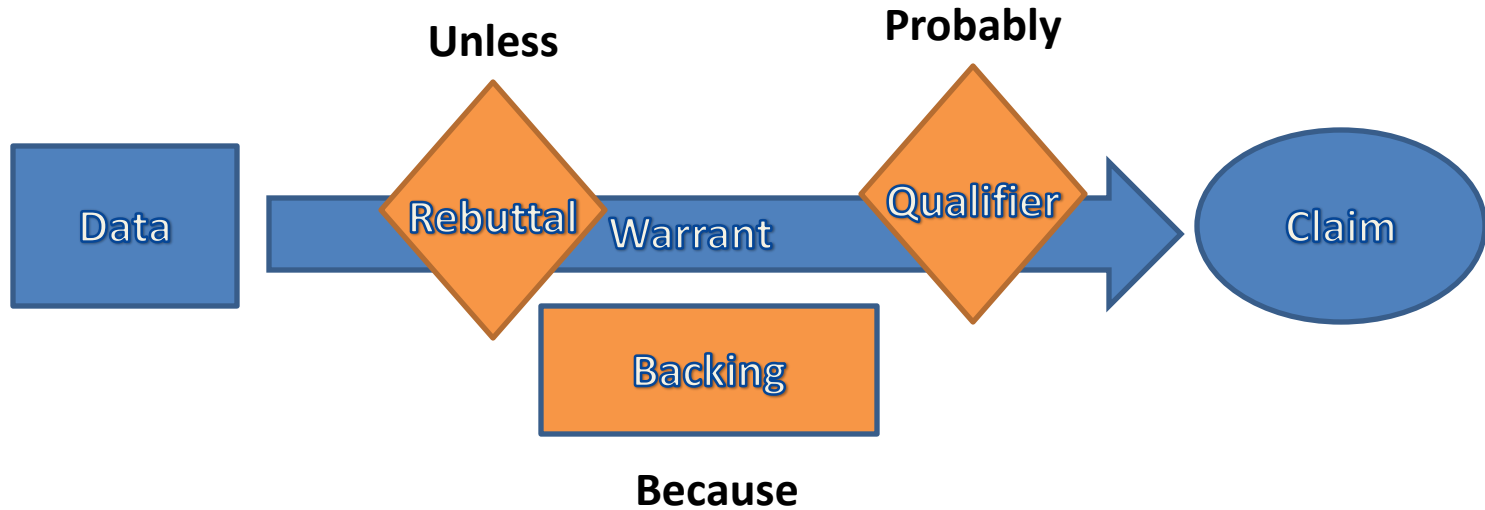 Unless
Probably
Data
Rebuttal
Warrant
Qualifier
Claim
Backing
Because